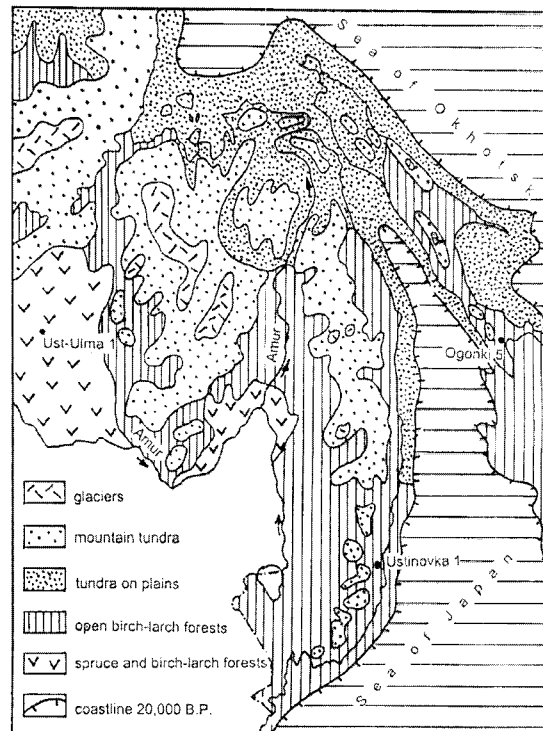 Sea of Okhotsk
Ust-Ulma 1
Amur
Ogonki 5
Amur
Ustinovka 1
Sea of Japan
glaciers
mountain tundra
tundra on plains
open birch-larch forests
spruce and birch-larch forests
coastline 20,000 B.P.